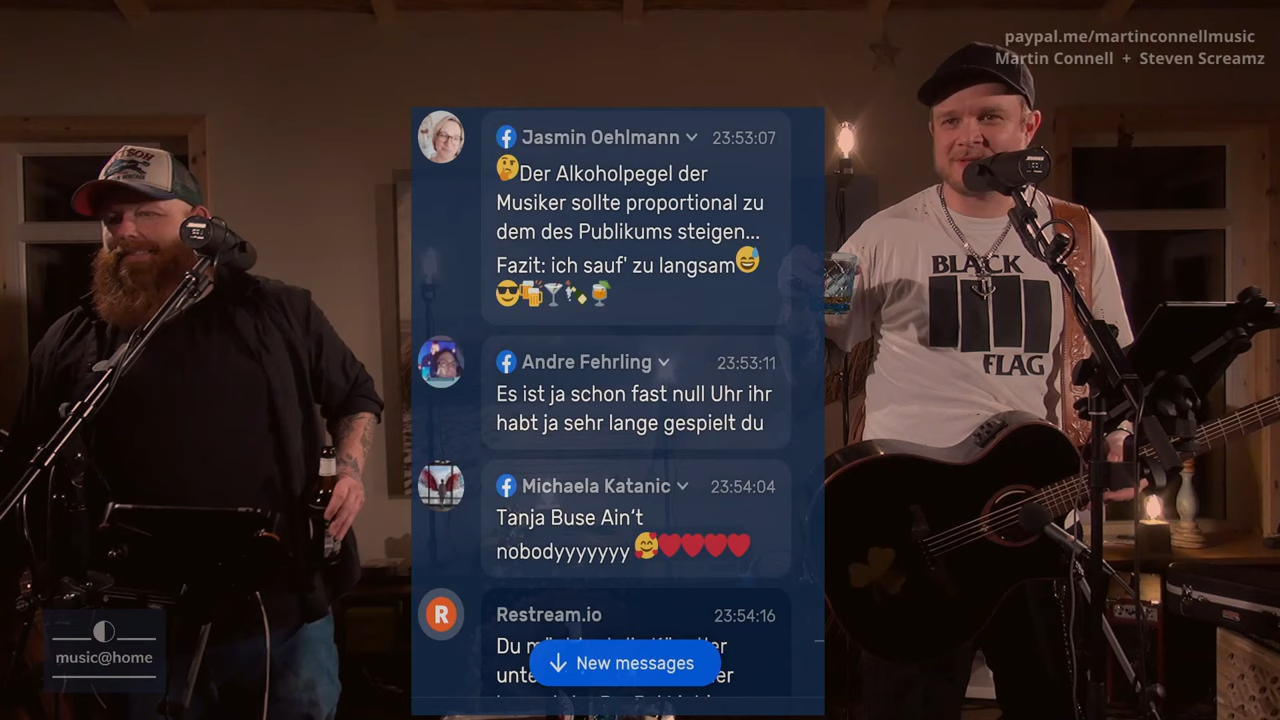 paypal.me/martinconnellmusic
Martin Connell + Steven Screamz
Jasmin Oehlmann 23:53:07
🤔Der Alkoholpegel der
Musiker sollte proportional zu
dem des Publikums steigen...
Fazit: ich sauf' zu langsam😅
😎🍻🍸🍾🍹
Andre Fehrling 23:53:11
Es ist ja schon fast null Uhr ihr
habt ja sehr lange gespielt du
Michaela Katanic 23:54:04
Tanja Buse Ain't
nobodyyyyyyy 🥰❤❤❤❤
R
Restream.io 23:54:16
Du
New messages
BLACK
FLAG
music@home